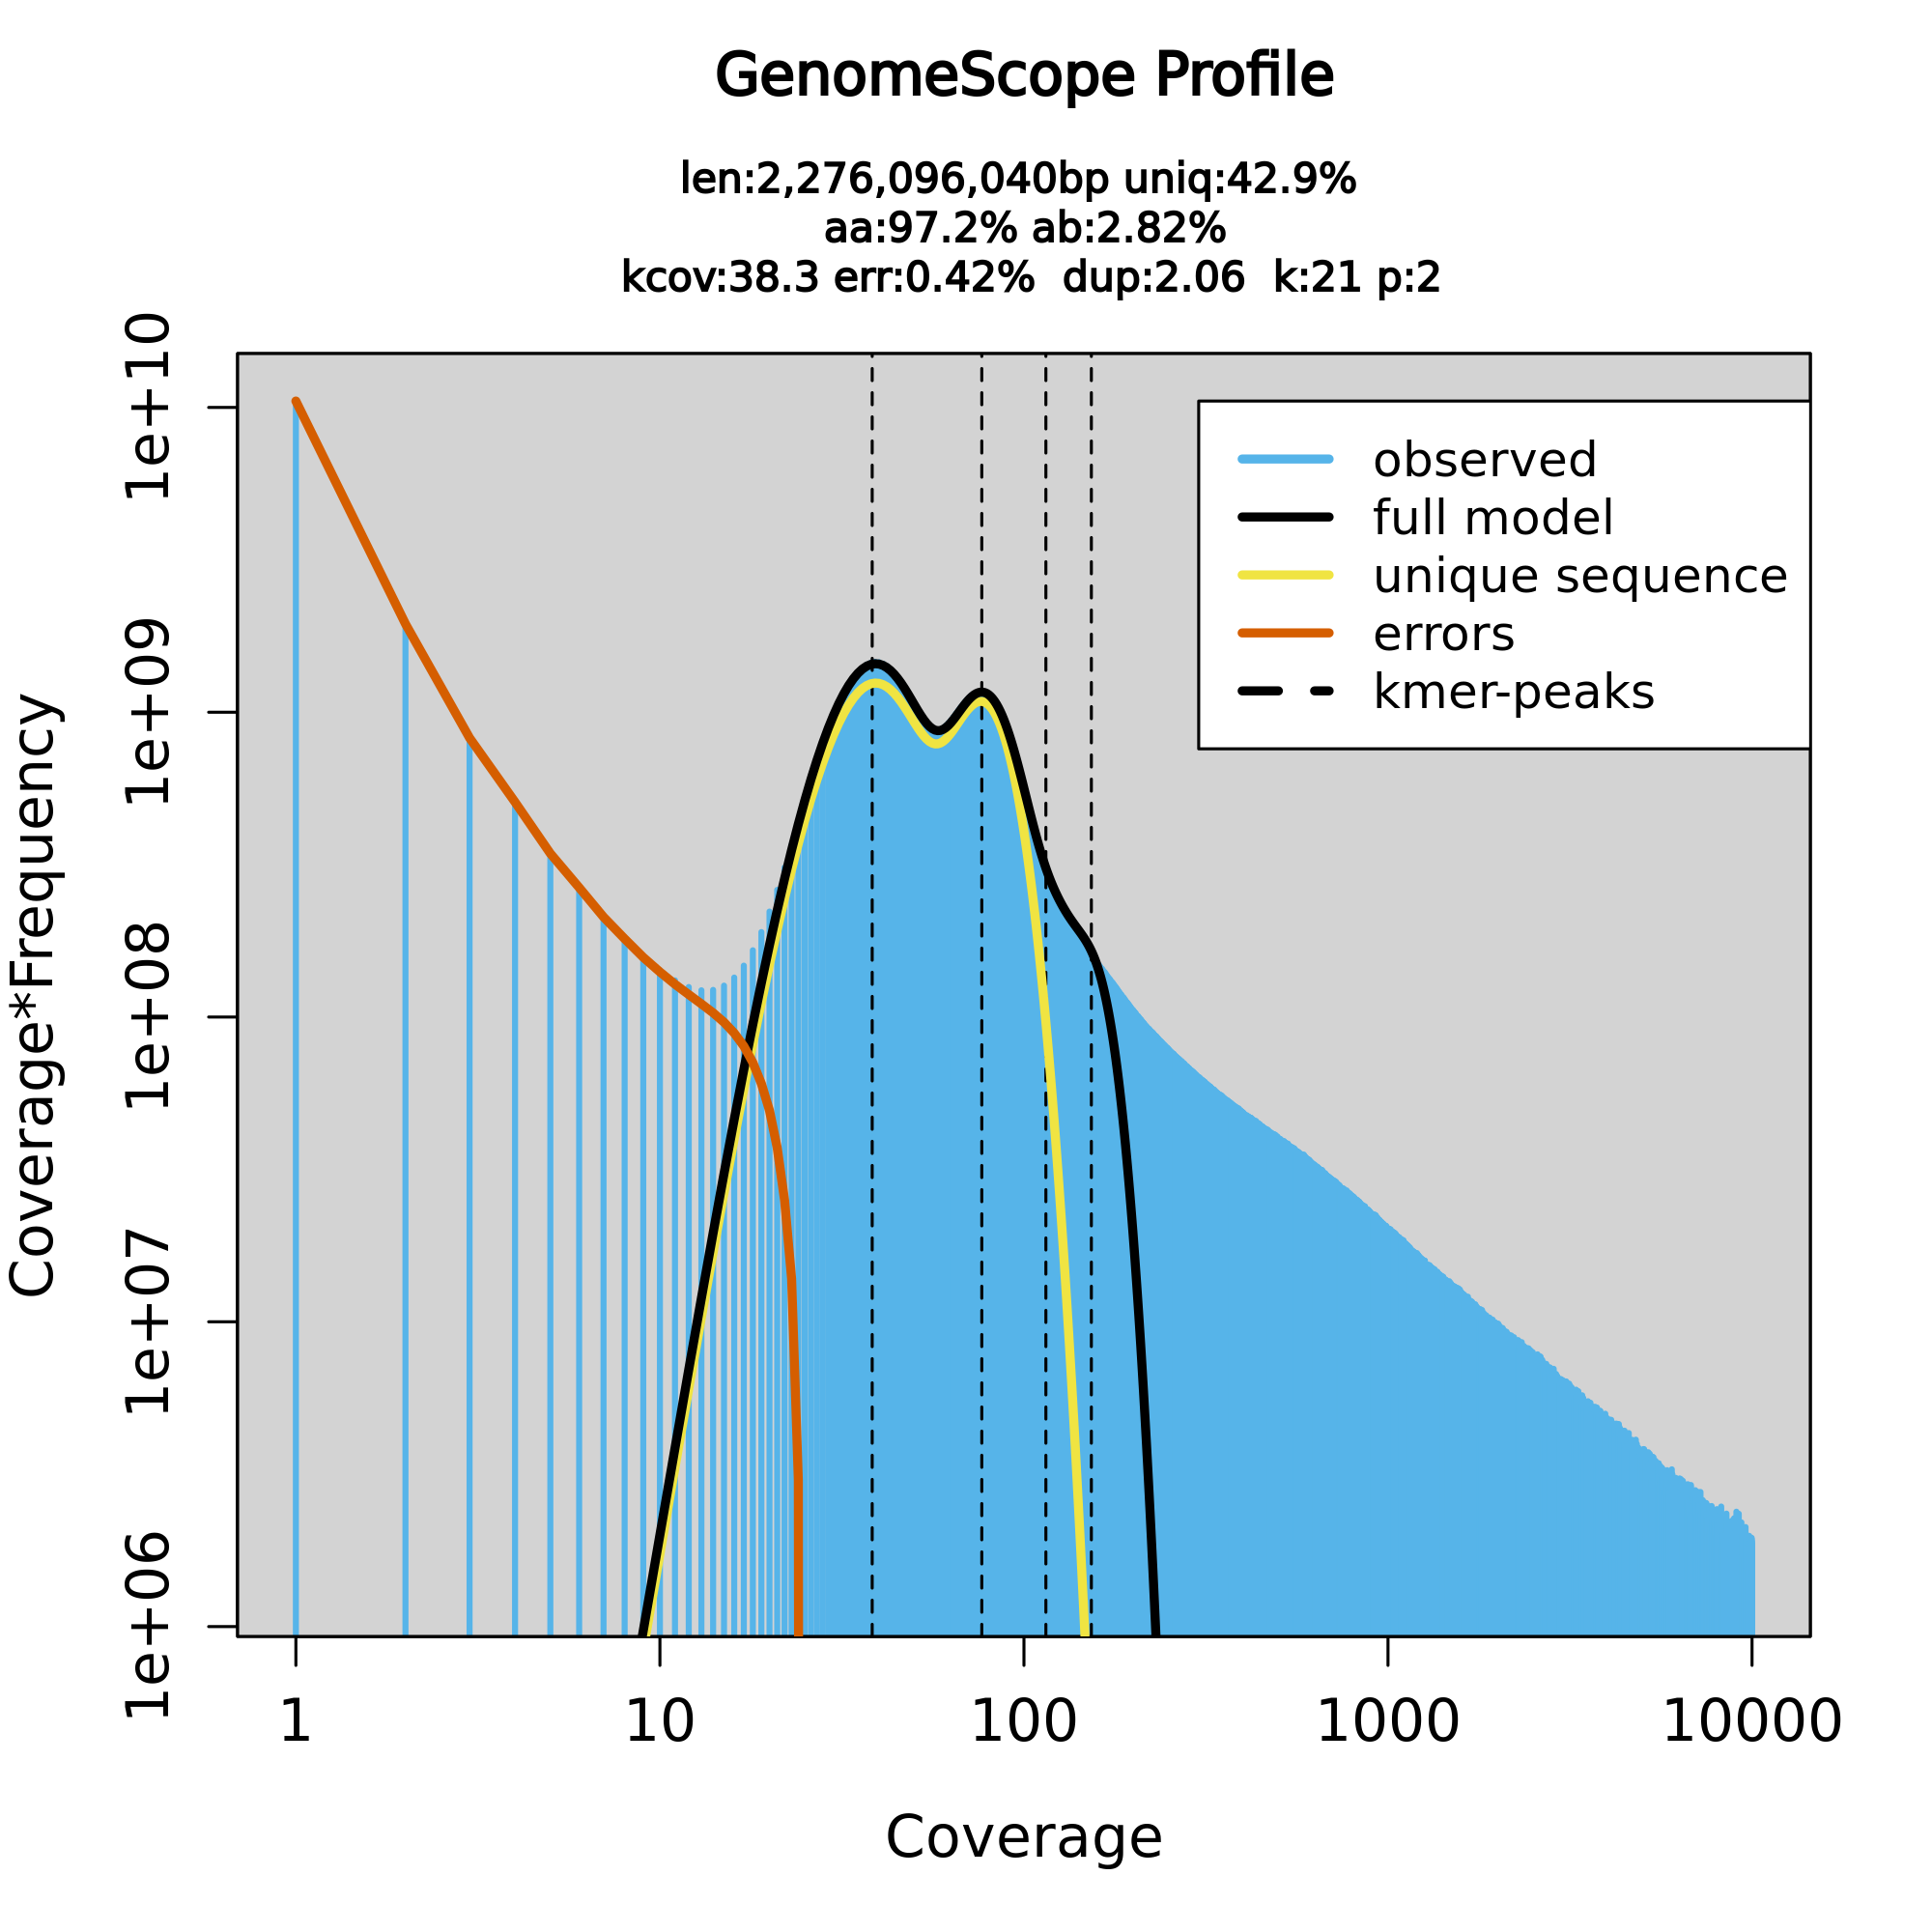 GenomeScope Profile
len:2,276,096,040bp uniq:42.9%
aa:97.2% ab:2.82%
kcov:38.3 err:0.42%  dup:2.06  k:21 p:2
1e+10
1e+09
1e+08
1e+07
1e+06
Coverage*Frequency
observed
full model
unique sequence
errors
kmer-peaks
1
10
100
1000
10000
Coverage